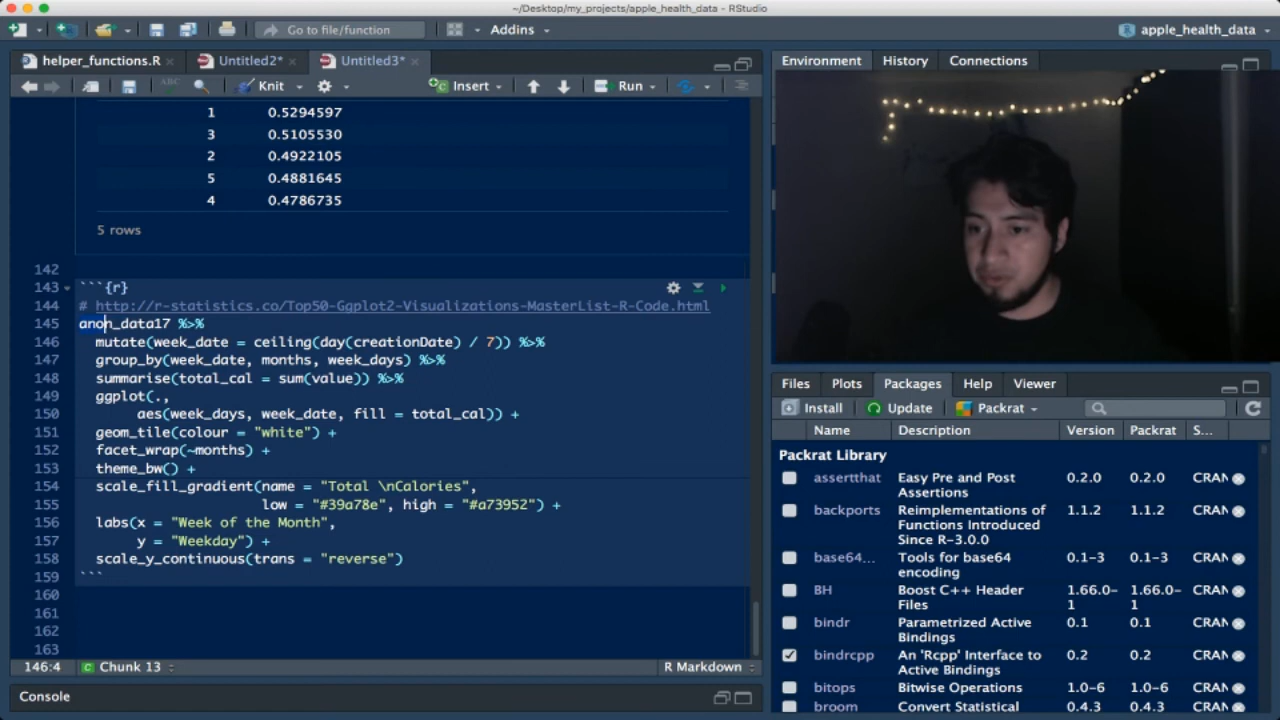 ~/Desktop/my_projects/apple_health_data - RStudio
Go to file/function
Addins
apple_health_data
helper_functions.R
Untitled2*
Untitled3*
ABC
Knit
Insert
Run
1 0.5294597
3 0.5105530
2 0.4922105
5 0.4881645
4 0.4786735
5 rows
142
143 ```{r}
144 # http://r-statistics.co/Top50-Ggplot2-Visualizations-MasterList-R-Code.html
145 anon_data17 %>%
146 mutate(week_date = ceiling(day(creationDate) / 7)) %>%
147 group_by(week_date, months, week_days) %>%
148 summarise(total_cal = sum(value)) %>%
149 ggplot(.,
150 aes(week_days, week_date, fill = total_cal)) +
151 geom_tile(colour = "white") +
152 facet_wrap(~months) +
153 theme_bw() +
154 scale_fill_gradient(name = "Total \nCalories",
155 low = "#39a78e", high = "#a73952") +
156 labs(x = "Week of the Month",
157 y = "Weekday") +
158 scale_y_continuous(trans = "reverse")
159 ```
160
161
162
163
146:4
Chunk 13
R Markdown
Console
Environment
History
Connections
Files
Plots
Packages
Help
Viewer
Install
Update
Packrat
Name Description Version Packrat S...
Packrat Library
assertthat Easy Pre and Post Assertions 0.2.0 0.2.0 CRAN
backports Reimplementations of Functions Introduced Since R-3.0.0 1.1.2 1.1.2 CRAN
base64... Tools for base64 encoding 0.1-3 0.1-3 CRAN
BH Boost C++ Header Files 1.66.0-1 1.66.0-1 CRAN
bindr Parametrized Active Bindings 0.1 0.1 CRAN
bindrcpp An 'Rcpp' Interface to Active Bindings 0.2 0.2 CRAN
bitops Bitwise Operations 1.0-6 1.0-6 CRAN
broom Convert Statistical 0.4.3 0.4.3 CRAN